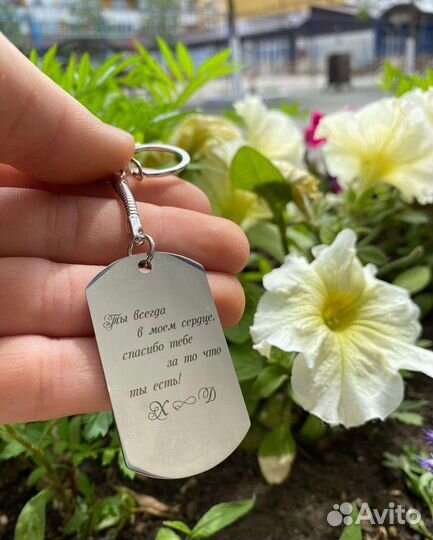 Ты всегда
в моем сердце,
спасибо тебе
за то что
ты есть!
Х ∞ D
Avito